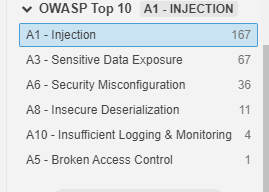 OWASP Top 10 A1 - INJECTION
A1 - Injection 167
A3 - Sensitive Data Exposure 67
A6 - Security Misconfiguration 36
A8 - Insecure Deserialization 11
A10 - Insufficient Logging & Monitoring 4
A5 - Broken Access Control 1